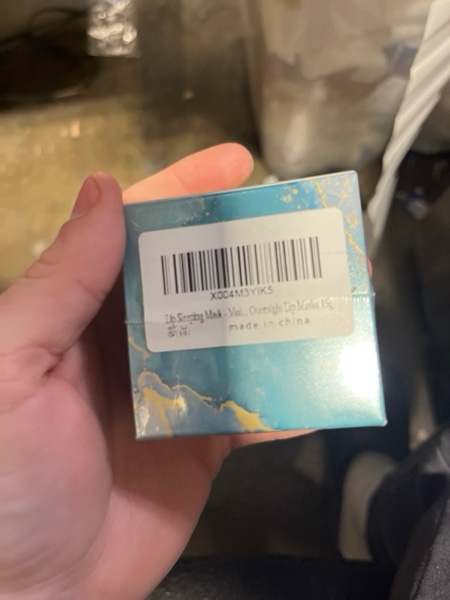 X004M3YIK5
Lip Sleeping Mask - Overnight Lip Masks
made in china